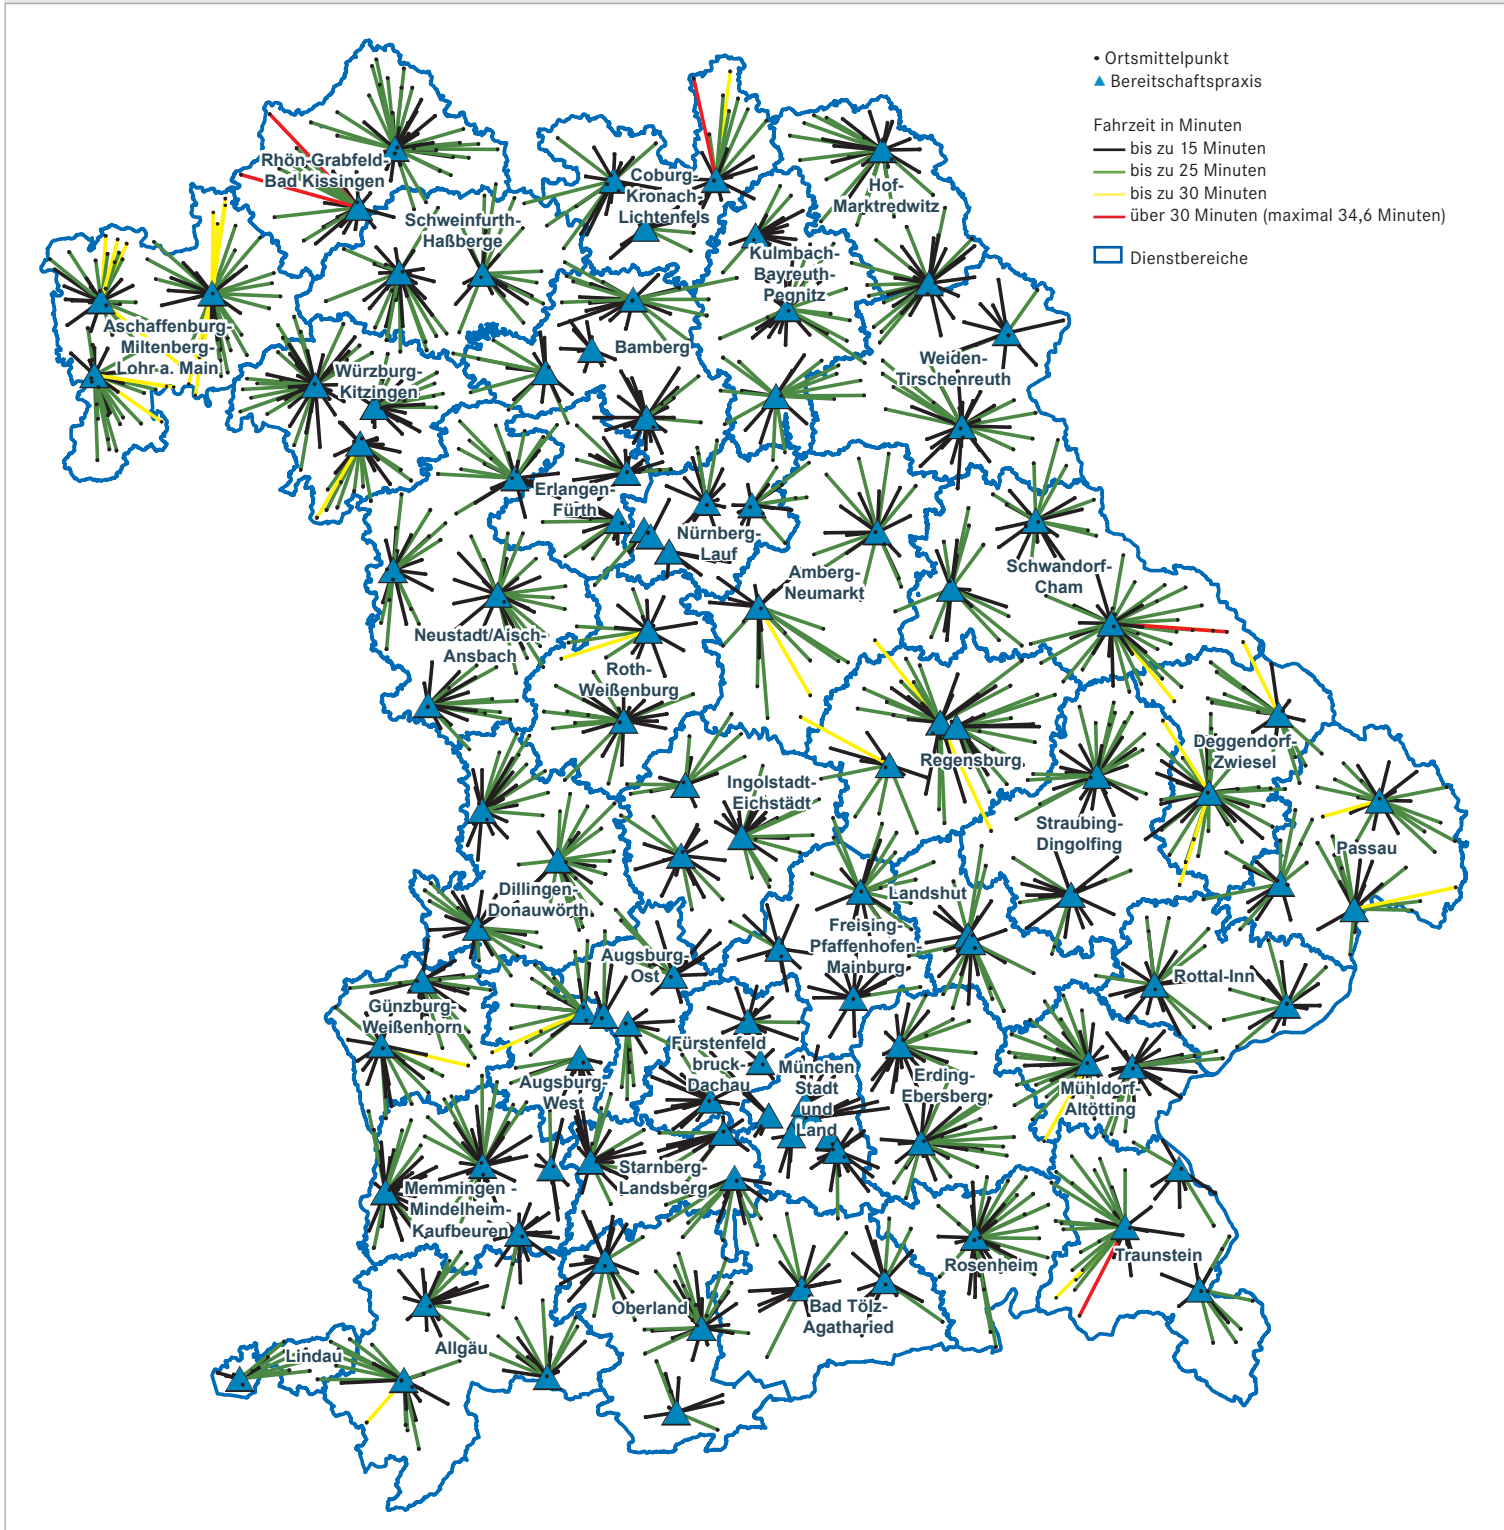 Ortsmittelpunkt
Bereitschaftspraxis
Fahrzeit in Minuten
bis zu 15 Minuten
bis zu 25 Minuten
bis zu 30 Minuten
über 30 Minuten (maximal 34,6 Minuten)
Dienstbereiche
Rhön-Grabfeld-
Bad Kissingen
Coburg-
Kronach-
Lichtenfels
Hof-
Marktredwitz
Schweinfurth-
Haßberge
Kulmbach-
Bayreuth-
Pegnitz
Aschaffenburg-
Miltenberg-
Lohr a. Main
Bamberg
Würzburg-
Kitzingen
Weiden-
Tirschenreuth
Erlangen-
Fürth
Nürnberg-
Lauf
Amberg-
Neumarkt
Schwandorf-
Cham
Neustadt/Aisch-
Ansbach
Roth-
Weißenburg
Regensburg
Deggendorf-
Zwiesel
Ingolstadt-
Eichstädt
Straubing-
Dingolfing
Passau
Dillingen-
Donauwörth
Landshut
Freising-
Pfaffenhofen-
Mainburg
Augsburg-
Ost
Rottal-Inn
Günzburg-
Weißenhorn
Fürstenfeld
bruck-
Dachau
München
Stadt
und
Land
Augsburg-
West
Erding-
Ebersberg
Mühldorf-
Altötting
Starnberg-
Landsberg
Memmingen -
Mindelheim-
Kaufbeuren
Traunstein
Rosenheim
Oberland
Bad Tölz-
Agatharied
Allgäu
Lindau